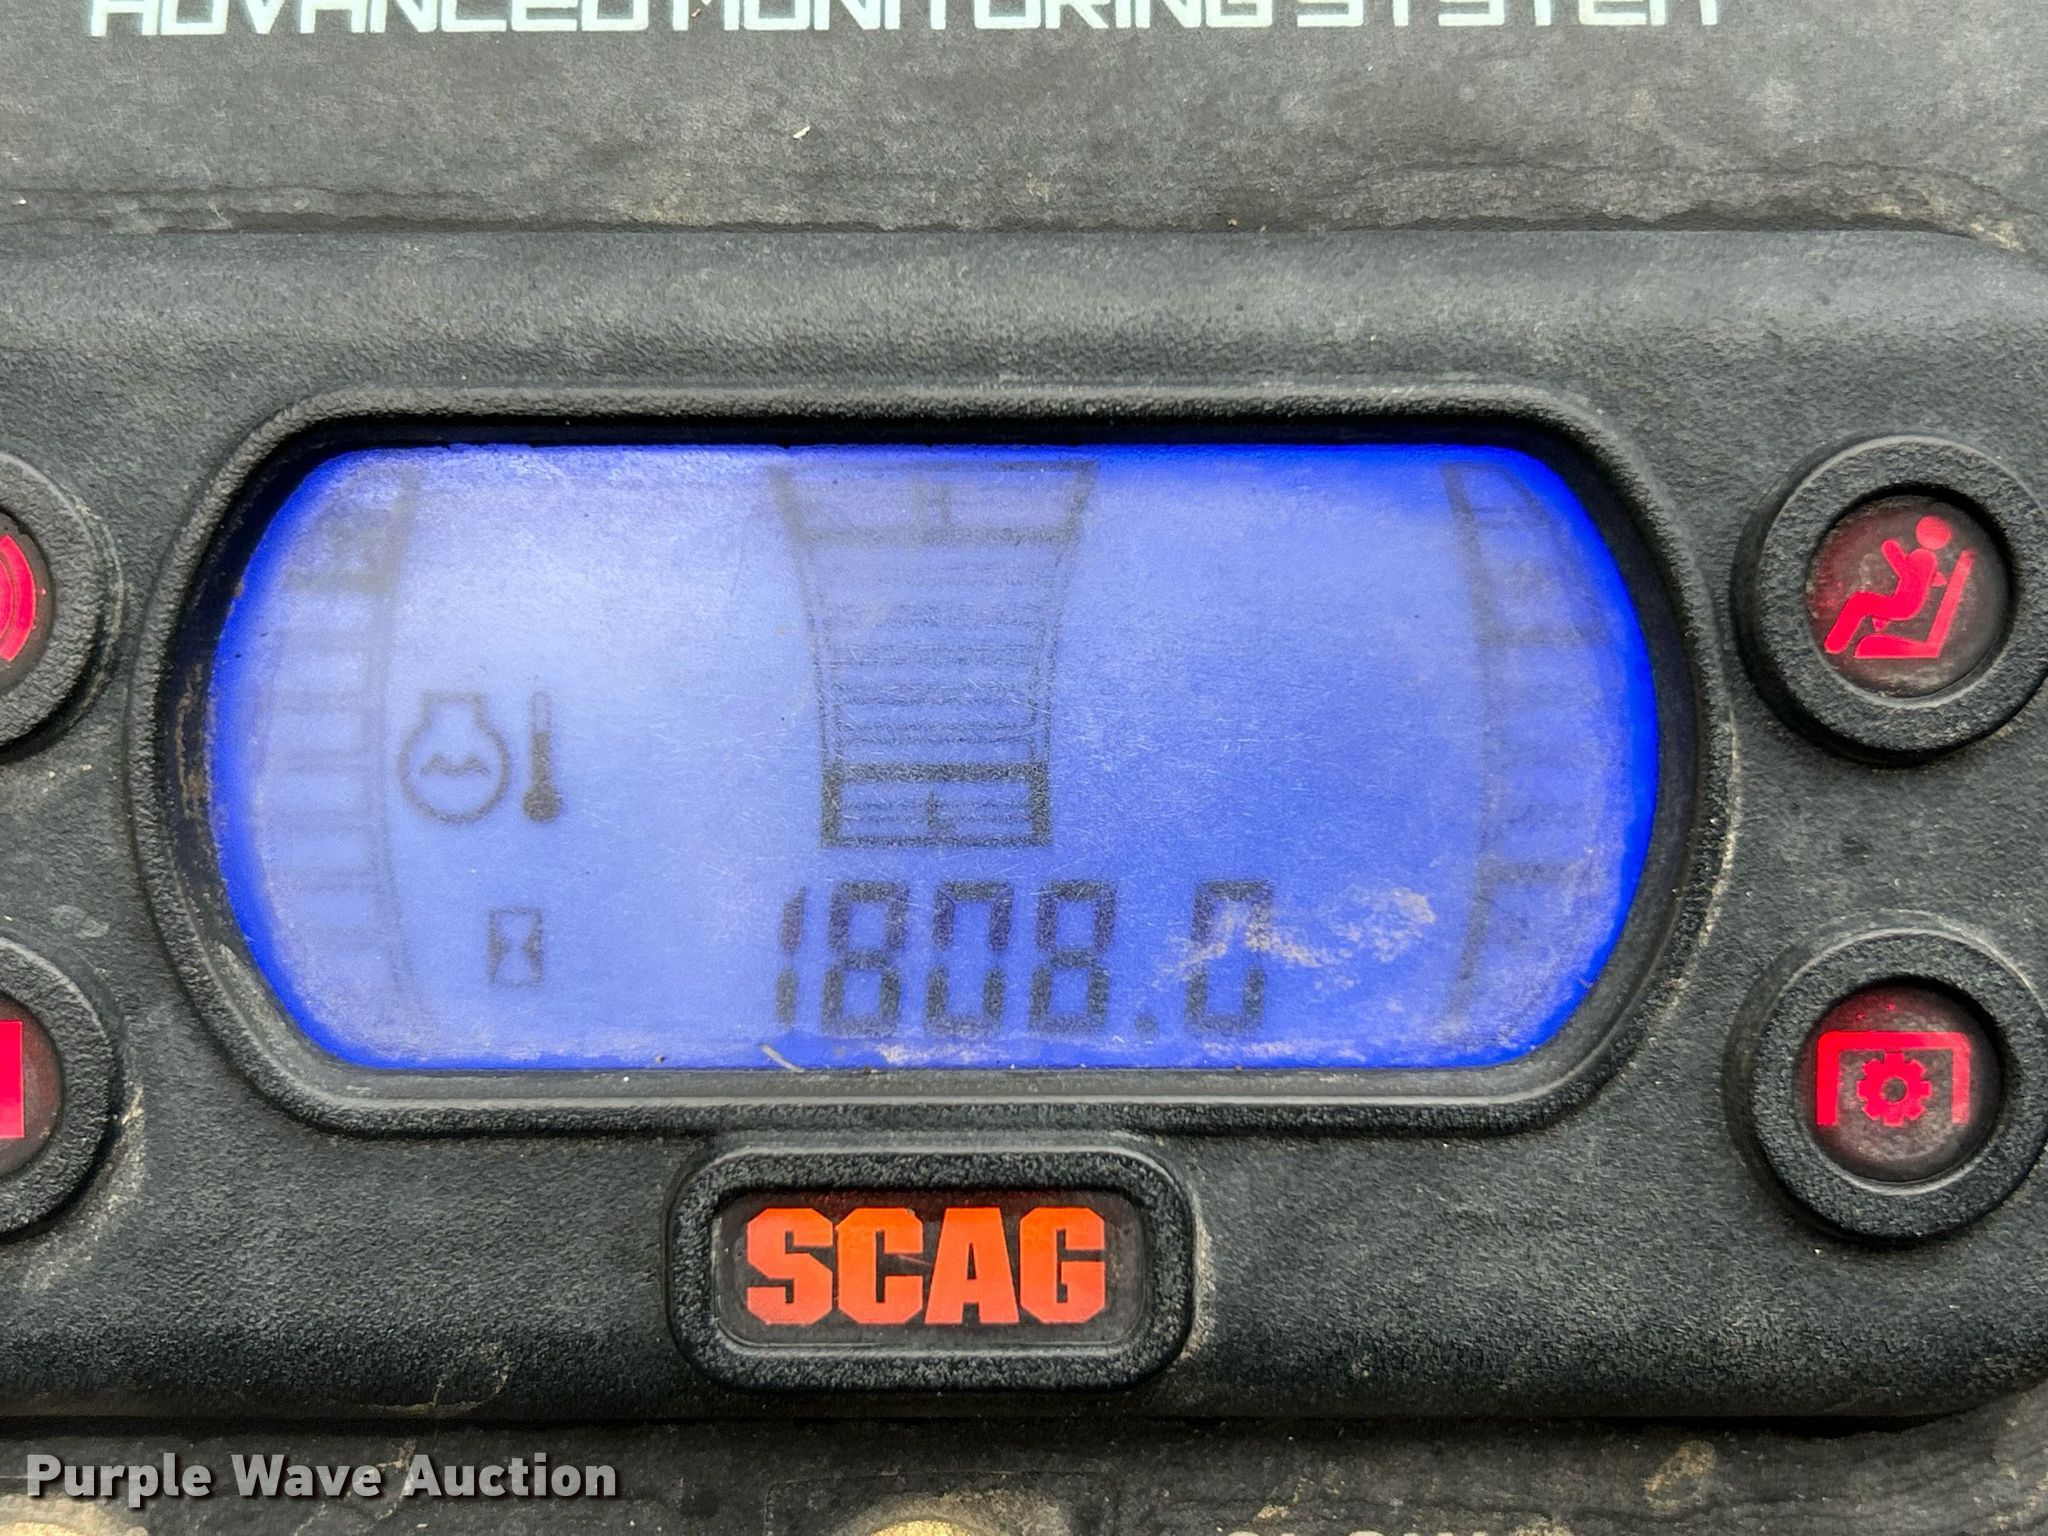 ADVANCED MONITORING SYSTEM
1808.0
SCAG
Purple Wave Auction